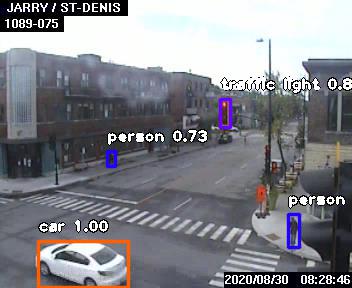 JARRY / ST-DENIS
1089-075
traffic light 0.8
person 0.73
person
car 1.00
2020/08/30 08:28:46